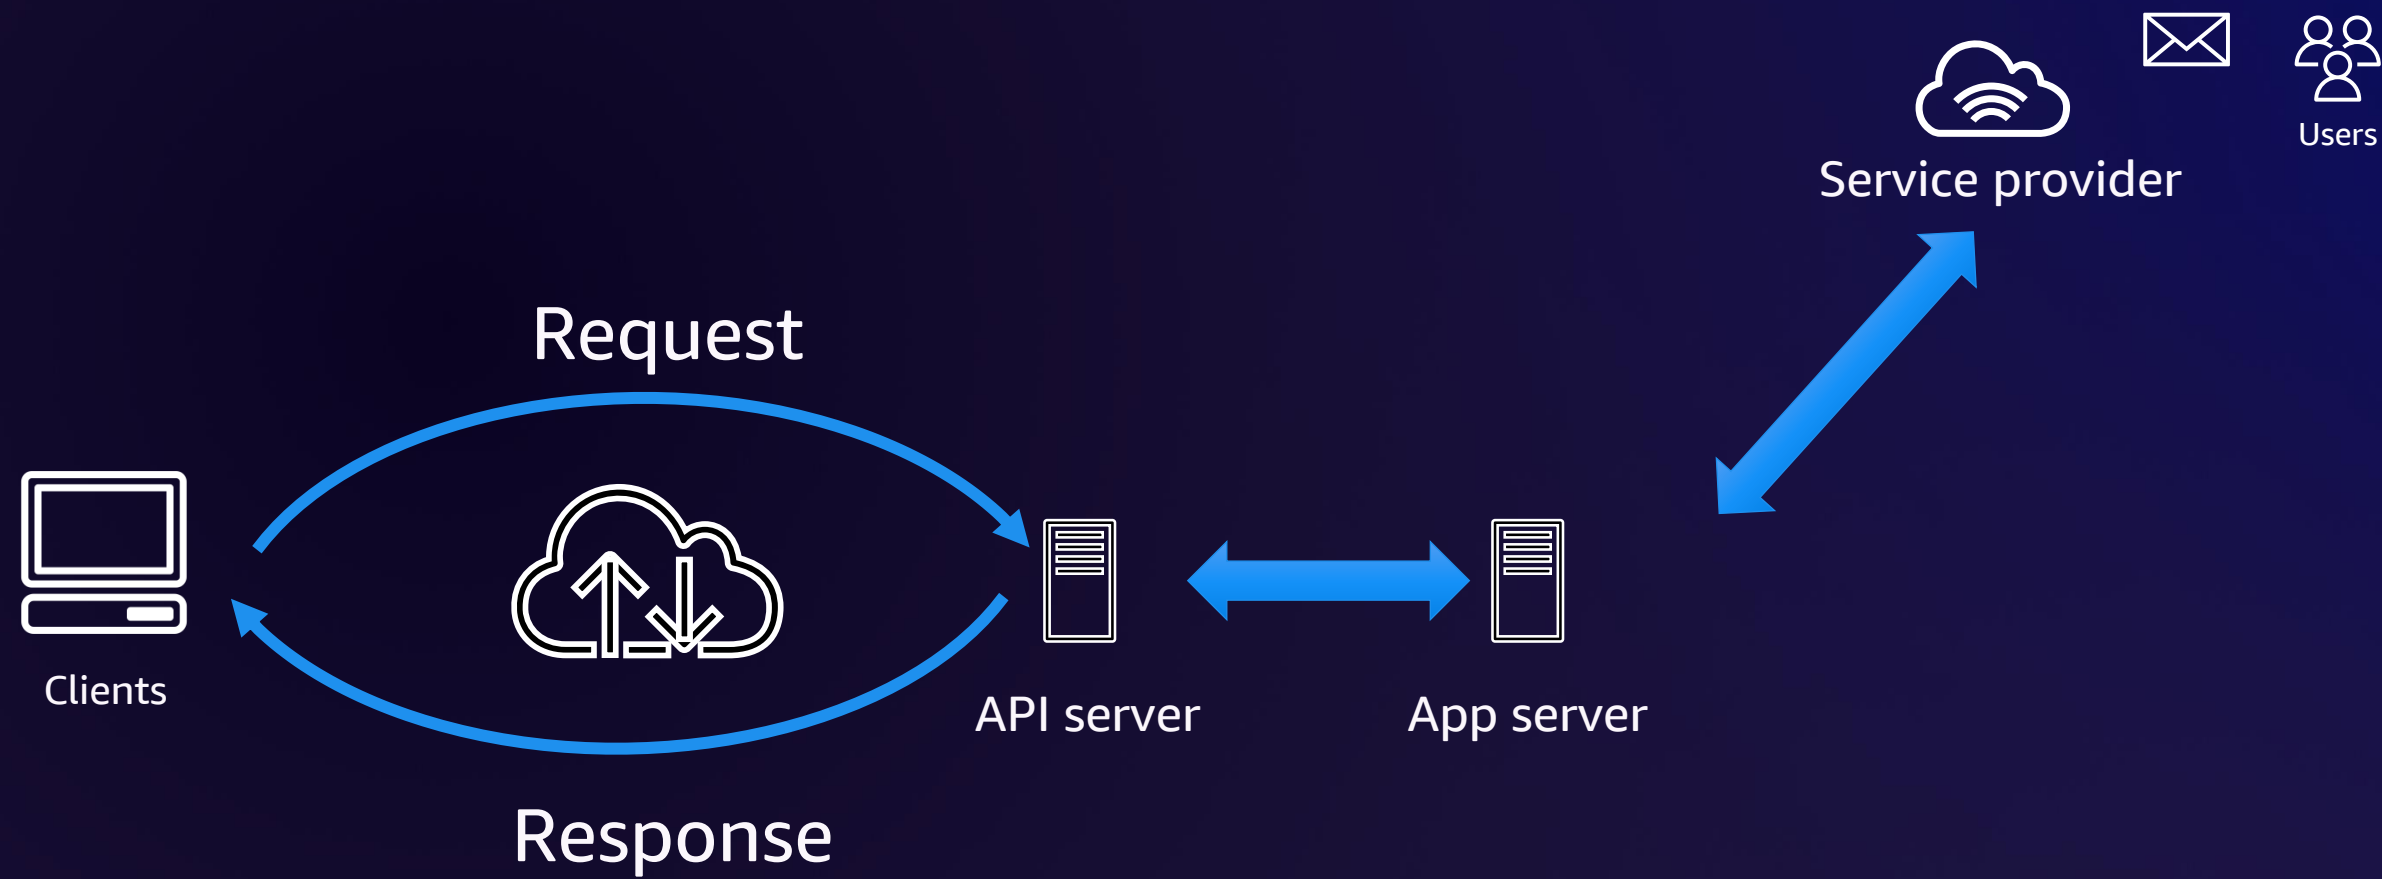 Users
Service provider
Request
Clients
API server
App server
Response